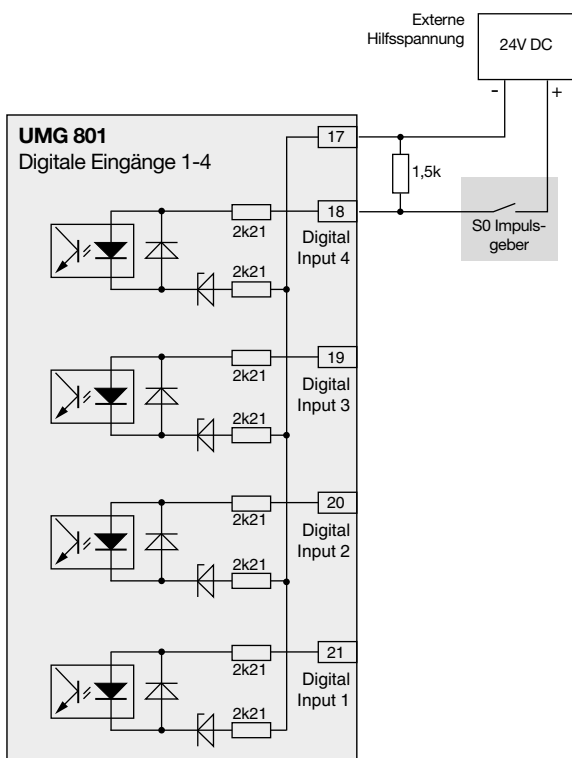 Externe
Hilfsspannung
24V DC
- +
UMG 801
Digitale Eingänge 1-4
17
1,5k
18
2k21
Digital
Input 4
2k21
S0 Impuls-
geber
19
2k21
Digital
Input 3
2k21
20
2k21
Digital
Input 2
2k21
21
2k21
Digital
Input 1
2k21